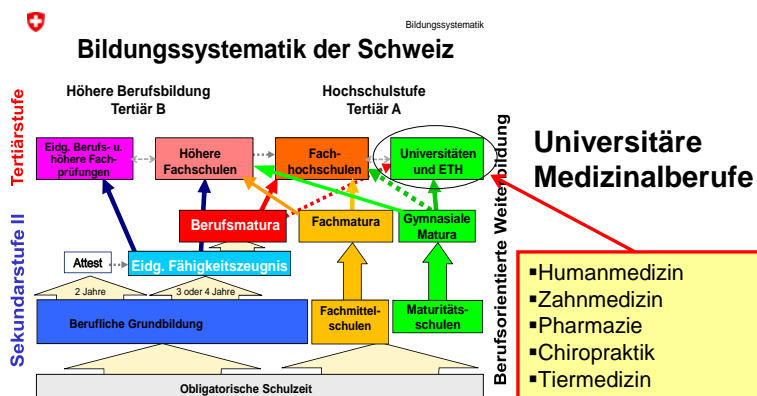 Bildungssystematik
Bildungssystematik der Schweiz
Höhere Berufsbildung
Tertiär B
Hochschulstufe
Tertiär A
Tertiärstufe
Eidg. Berufs- u.
höhere Fach-
prüfungen
Höhere
Fachschulen
Fach-
hochschulen
Universitäten
und ETH
Universitäre
Medizinalberufe
Berufsmatura
Fachmatura
Gymnasiale
Matura
Sekundarstufe II
Attest
Eidg. Fähigkeitszeugnis
2 Jahre
3 oder 4 Jahre
Berufliche Grundbildung
Fachmittel-
schulen
Maturitäts-
schulen
Obligatorische Schulzeit
Berufsorientierte Weiterbildung
▪Humanmedizin
▪Zahnmedizin
▪Pharmazie
▪Chiropraktik
▪Tiermedizin